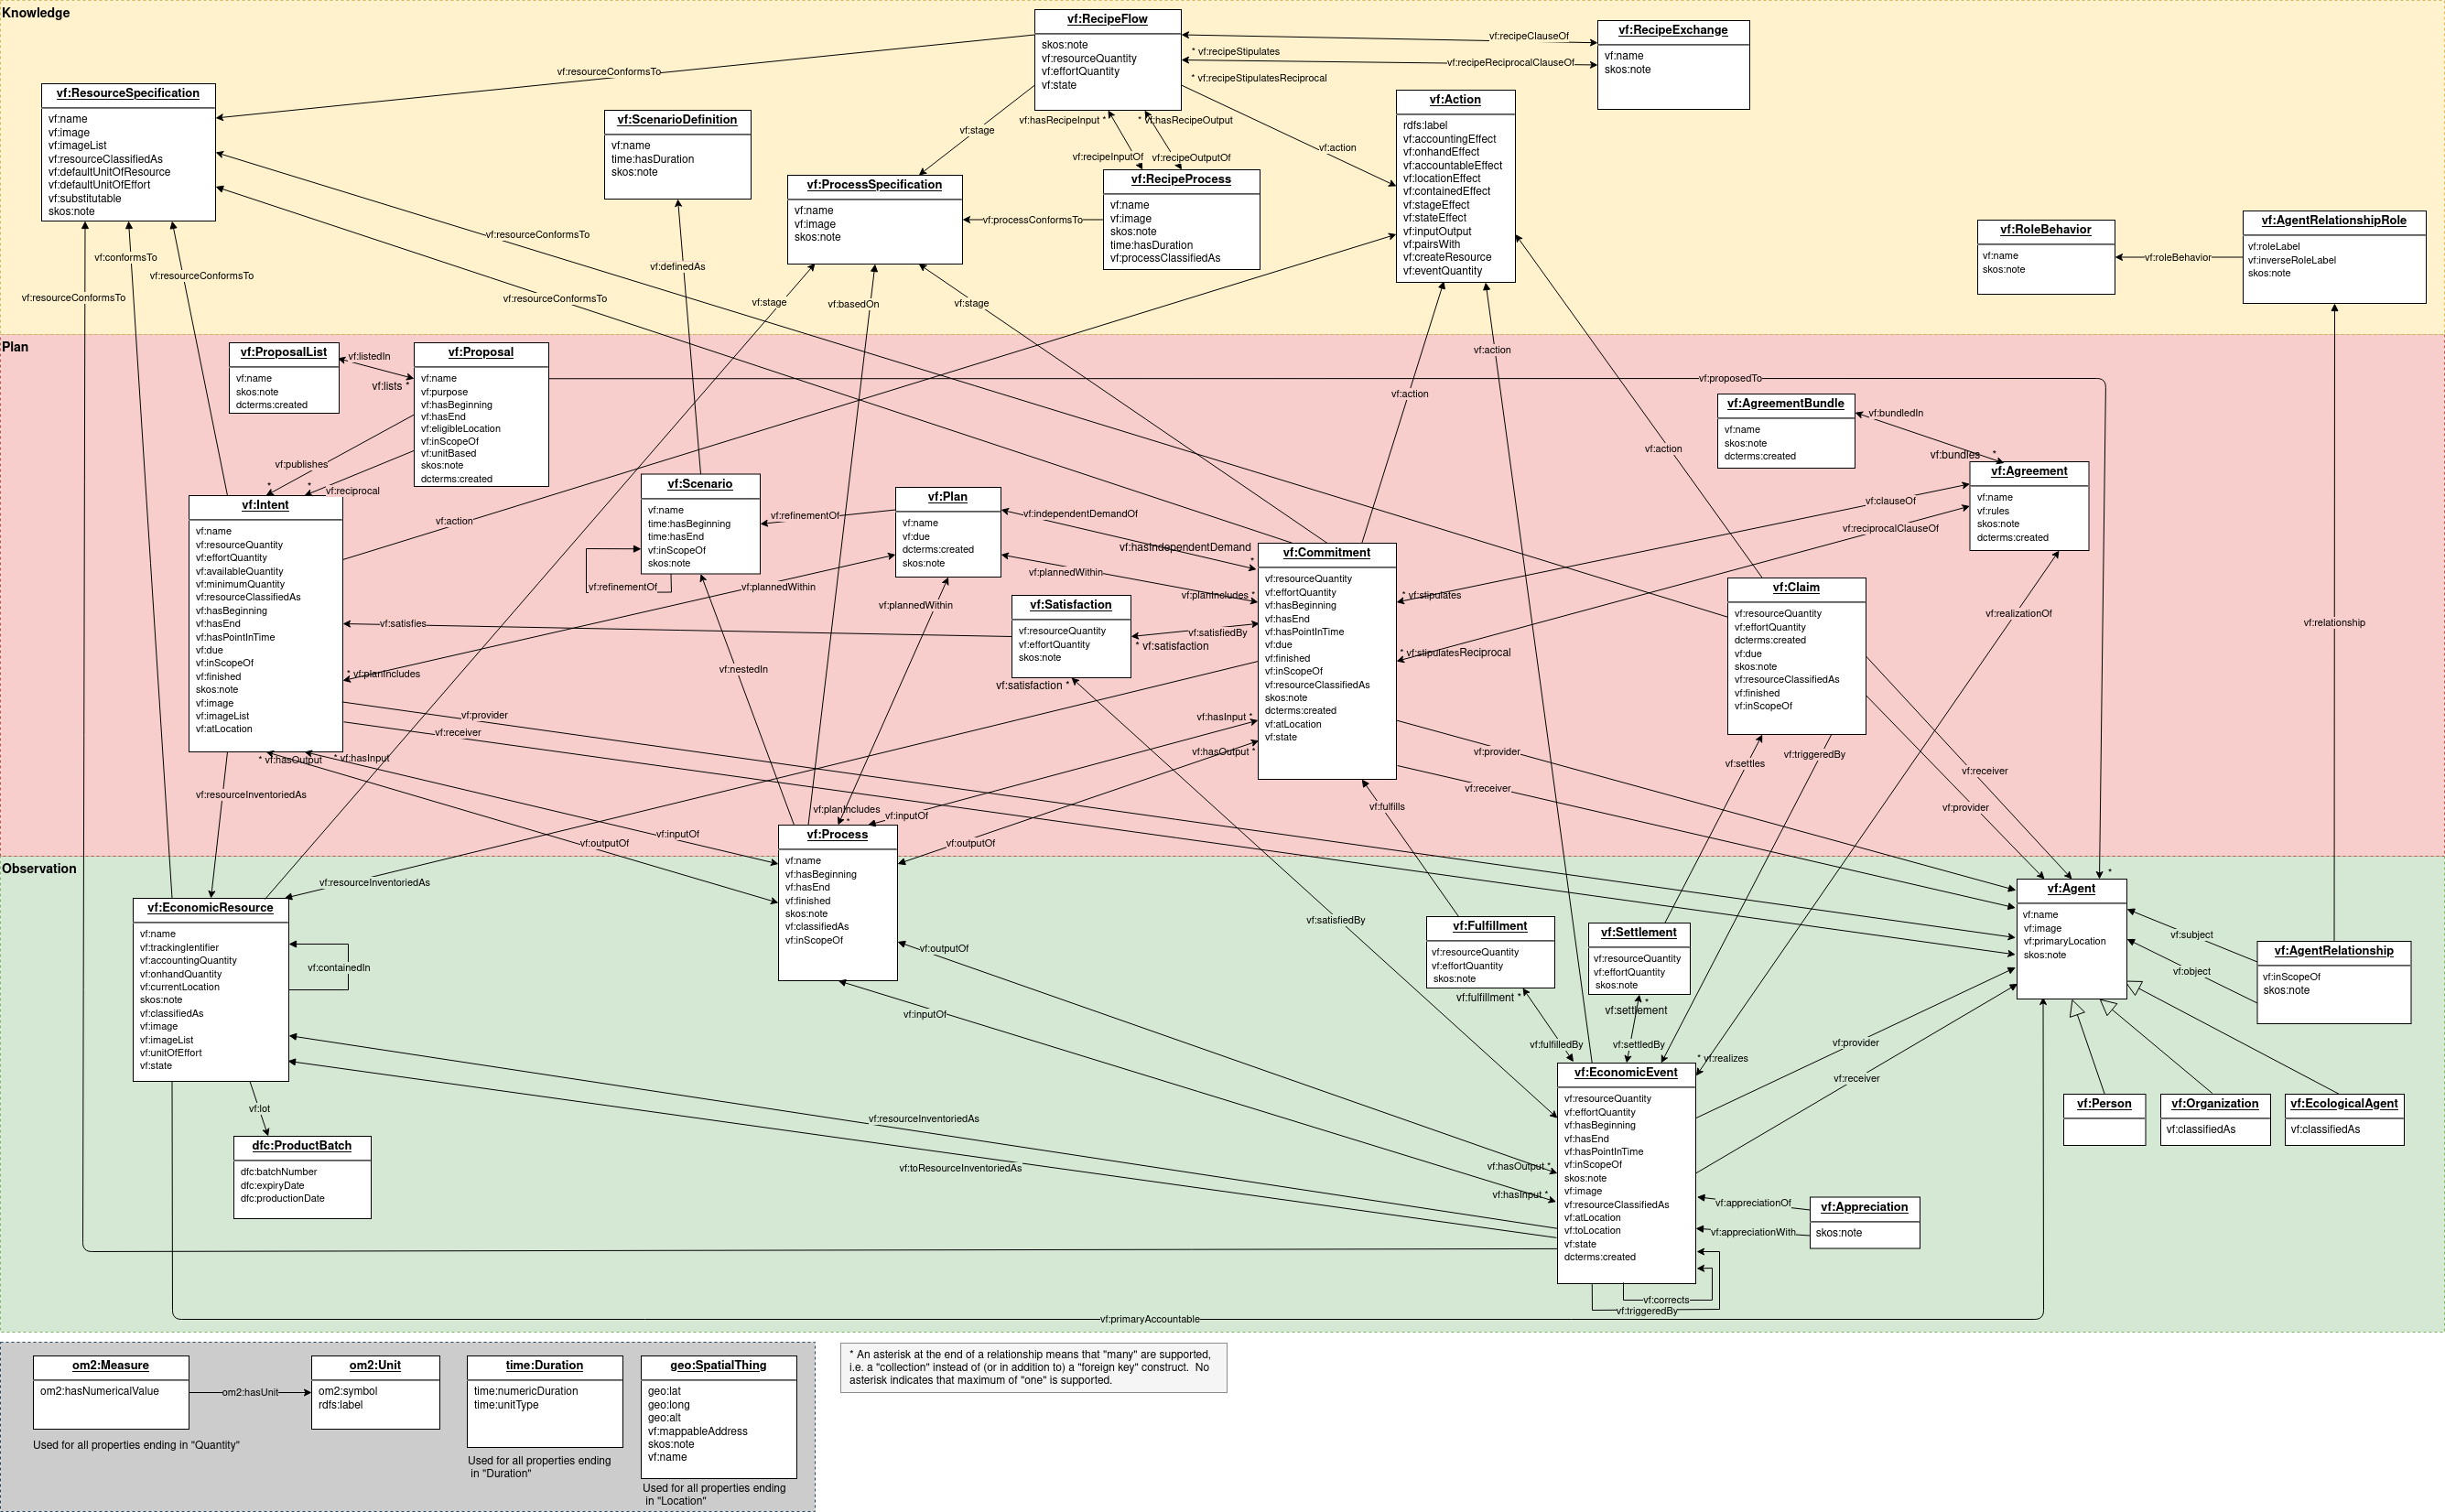 Knowledge
vf:RecipeFlow
skos:note
vf:resourceQuantity
vf:effortQuantity
vf:state
vf:RecipeExchange
vf:name
skos:note
vf:recipeClauseOf
* vf:recipeStipulates
vf:recipeReciprocalClauseOf
* vf:recipeStipulatesReciprocal
vf:resourceConformsTo
vf:ResourceSpecification
vf:name
vf:image
vf:imageList
vf:resourceClassifiedAs
vf:defaultUnitOfResource
vf:defaultUnitOfEffort
vf:substitutable
skos:note
vf:ScenarioDefinition
vf:name
time:hasDuration
skos:note
vf:stage
vf:hasRecipeInput *
* vf:hasRecipeOutput
vf:recipeInputOf
vf:recipeOutputOf
vf:action
vf:Action
rdfs:label
vf:accountingEffect
vf:onhandEffect
vf:accountableEffect
vf:locationEffect
vf:containedEffect
vf:stageEffect
vf:stateEffect
vf:inputOutput
vf:pairsWith
vf:createResource
vf:eventQuantity
vf:ProcessSpecification
vf:name
vf:image
skos:note
vf:processConformsTo
vf:RecipeProcess
vf:name
vf:image
skos:note
time:hasDuration
vf:processClassifiedAs
vf:RoleBehavior
vf:name
skos:note
vf:roleBehavior
vf:AgentRelationshipRole
vf:roleLabel
vf:inverseRoleLabel
skos:note
vf:resourceConformsTo
vf:conformsTo
vf:resourceConformsTo
vf:resourceConformsTo
vf:resourceConformsTo
vf:definedAs
vf:stage
vf:basedOn
vf:stage
Plan
vf:ProposalList
vf:name
skos:note
dcterms:created
vf:listedIn
vf:lists *
vf:Proposal
vf:name
vf:purpose
vf:hasBeginning
vf:hasEnd
vf:eligibleLocation
vf:inScopeOf
vf:unitBased
skos:note
dcterms:created
vf:proposedTo
vf:action
vf:action
vf:action
vf:AgreementBundle
vf:name
skos:note
dcterms:created
vf:bundledIn
vf:bundles *
vf:Agreement
vf:name
vf:rules
skos:note
dcterms:created
vf:publishes
*
*
vf:reciprocal
vf:Intent
vf:name
vf:resourceQuantity
vf:effortQuantity
vf:availableQuantity
vf:minimumQuantity
vf:resourceClassifiedAs
vf:hasBeginning
vf:hasEnd
vf:hasPointInTime
vf:due
vf:inScopeOf
vf:finished
skos:note
vf:image
vf:imageList
vf:atLocation
vf:action
vf:Scenario
vf:name
time:hasBeginning
time:hasEnd
vf:inScopeOf
skos:note
vf:refinementOf
vf:refinementOf
vf:Plan
vf:name
vf:due
dcterms:created
skos:note
vf:independentDemandOf
vf:hasIndependentDemand
*
vf:plannedWithin
vf:planIncludes *
vf:plannedWithin
vf:plannedWithin
vf:Commitment
vf:resourceQuantity
vf:effortQuantity
vf:hasBeginning
vf:hasEnd
vf:hasPointInTime
vf:due
vf:finished
vf:inScopeOf
vf:resourceClassifiedAs
skos:note
dcterms:created
vf:atLocation
vf:state
vf:clauseOf
vf:reciprocalClauseOf
* vf:stipulates
* vf:stipulatesReciprocal
vf:Claim
vf:resourceQuantity
vf:effortQuantity
dcterms:created
vf:due
skos:note
vf:resourceClassifiedAs
vf:finished
vf:inScopeOf
vf:realizationOf
vf:relationship
vf:Satisfaction
vf:resourceQuantity
vf:effortQuantity
skos:note
vf:satisfies
vf:satisfiedBy
* vf:satisfaction
vf:satisfaction *
* vf:planIncludes
vf:nestedIn
vf:provider
vf:receiver
vf:hasInput *
vf:hasOutput *
* vf:hasOutput
* vf:hasInput
vf:provider
vf:receiver
vf:settles
vf:triggeredBy
vf:receiver
vf:provider
vf:resourceInventoriedAs
vf:planIncludes
*
vf:inputOf
vf:fulfills
vf:inputOf
vf:outputOf
vf:outputOf
vf:Process
vf:name
vf:hasBeginning
vf:hasEnd
vf:finished
skos:note
vf:classifiedAs
vf:inScopeOf
Observation
vf:resourceInventoriedAs
vf:EconomicResource
vf:name
vf:trackingIdentifier
vf:accountingQuantity
vf:onhandQuantity
vf:currentLocation
skos:note
vf:classifiedAs
vf:image
vf:imageList
vf:unitOfEffort
vf:state
vf:containedIn
vf:satisfiedBy
vf:outputOf
vf:inputOf
vf:Fulfillment
vf:resourceQuantity
vf:effortQuantity
skos:note
vf:fulfillment *
vf:fulfilledBy
vf:Settlement
vf:resourceQuantity
vf:effortQuantity
skos:note
*
vf:settlement
vf:settledBy
* vf:realizes
*
vf:Agent
vf:name
vf:image
vf:primaryLocation
skos:note
vf:subject
vf:object
vf:AgentRelationship
vf:inScopeOf
skos:note
vf:provider
vf:receiver
vf:Person
vf:Organization
vf:classifiedAs
vf:EcologicalAgent
vf:classifiedAs
vf:lot
dfc:ProductBatch
dfc:batchNumber
dfc:expiryDate
dfc:productionDate
vf:resourceInventoriedAs
vf:toResourceInventoriedAs
vf:hasOutput *
vf:hasInput *
vf:EconomicEvent
vf:resourceQuantity
vf:effortQuantity
vf:hasBeginning
vf:hasEnd
vf:hasPointInTime
vf:inScopeOf
skos:note
vf:image
vf:resourceClassifiedAs
vf:atLocation
vf:toLocation
vf:state
dcterms:created
vf:appreciationOf
vf:appreciationWith
vf:Appreciation
skos:note
vf:corrects
vf:triggeredBy
vf:primaryAccountable
om2:Measure
om2:hasNumericalValue
om2:hasUnit
om2:Unit
om2:symbol
rdfs:label
Used for all properties ending in "Quantity"
time:Duration
time:numericDuration
time:unitType
Used for all properties ending
in "Duration"
geo:SpatialThing
geo:lat
geo:long
geo:alt
vf:mappableAddress
skos:note
vf:name
Used for all properties ending
in "Location"
* An asterisk at the end of a relationship means that "many" are supported,
i.e. a "collection" instead of (or in addition to) a "foreign key" construct. No
asterisk indicates that maximum of "one" is supported.